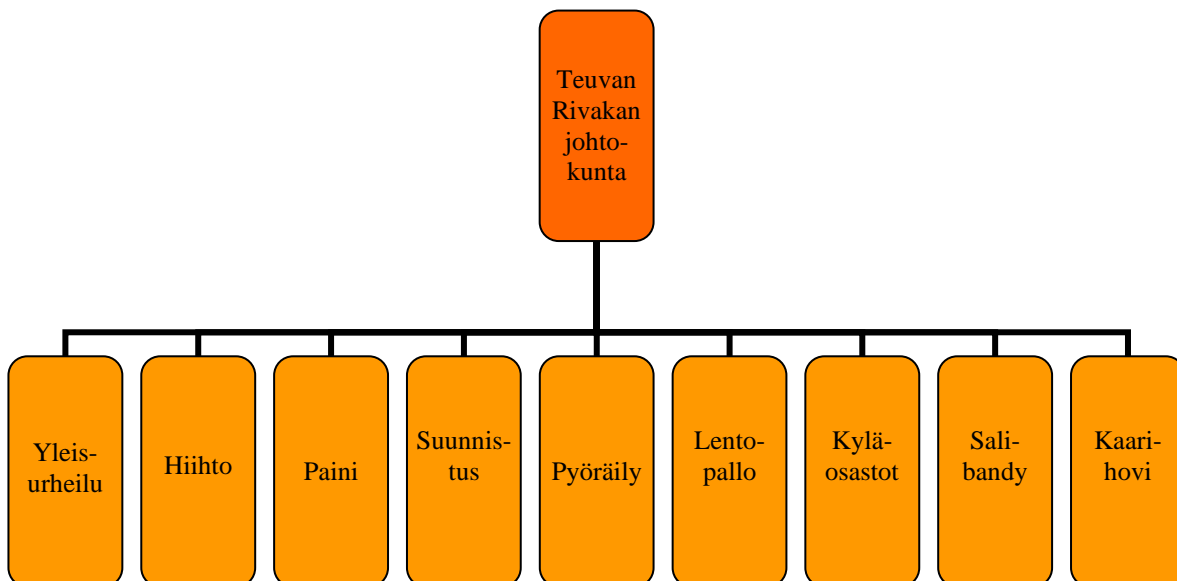 Teuvan
Rivakan
johto-
kunta
Yleis-
urheilu
Hiihto
Paini
Suunnis-
tus
Pyöräily
Lento-
pallo
Kylä-
osastot
Sali-
bandy
Kaari-
hovi